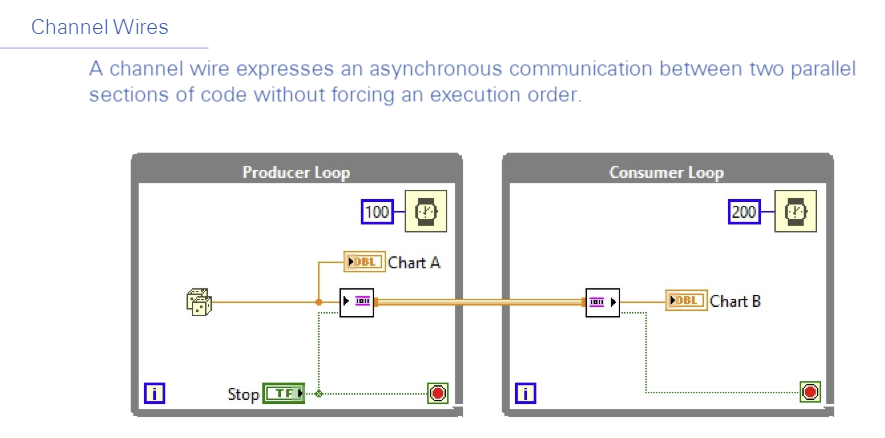 Channel Wires
A channel wire expresses an asynchronous communication between two parallel
sections of code without forcing an execution order.
Producer Loop
Consumer Loop
100
200
DBL Chart A
DBL Chart B
i
Stop TF
i